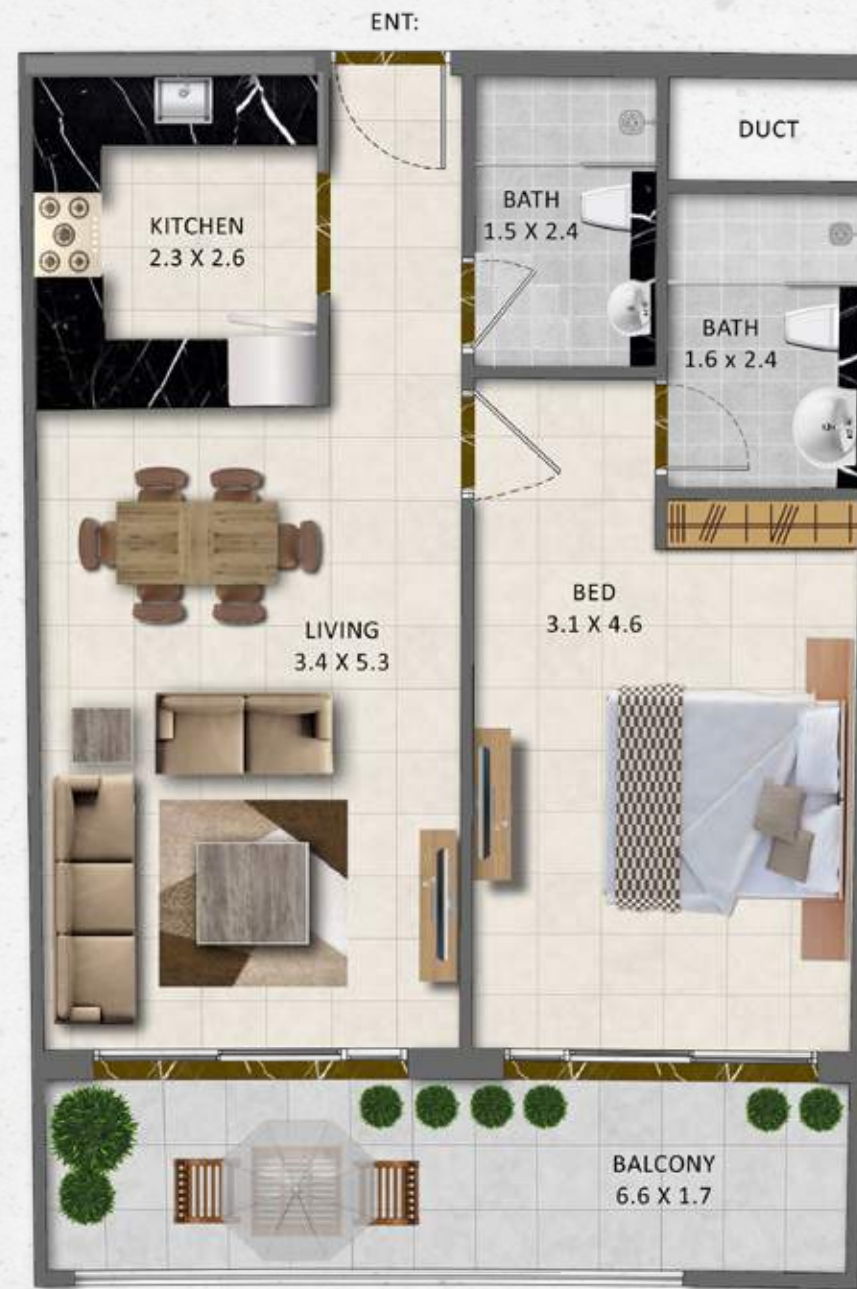 ENT:
DUCT
KITCHEN
2.3 X 2.6
BATH
1.5 X 2.4
BATH
1.6 x 2.4
BED
3.1 X 4.6
LIVING
3.4 X 5.3
BALCONY
6.6 X 1.7